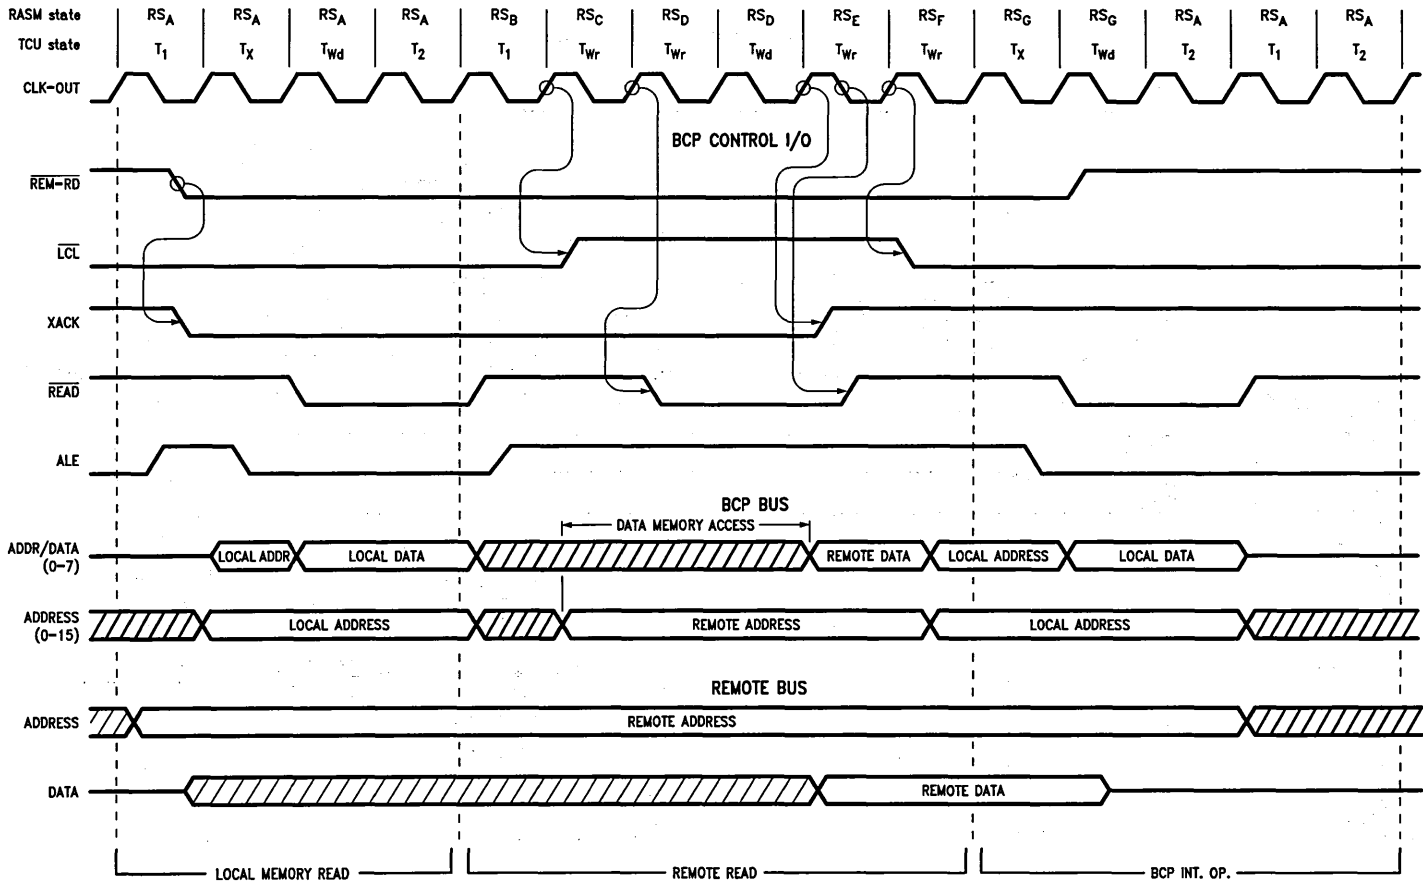 RASM state RS_A RS_A RS_A RS_A RS_B RS_C RS_D RS_D RS_E RS_F RS_G RS_G RS_A RS_A RS_A
TCU state T_1 T_X T_Wd T_2 T_1 T_Wr T_Wr T_Wd T_Wr T_Wr T_X T_Wd T_2 T_1 T_2
CLK-OUT
BCP CONTROL I/O
REM-RD
LCL
XACK
READ
ALE
BCP BUS
DATA MEMORY ACCESS
ADDR/DATA LOCAL ADDR LOCAL DATA REMOTE DATA LOCAL ADDRESS LOCAL DATA
(0-7)
ADDRESS LOCAL ADDRESS REMOTE ADDRESS LOCAL ADDRESS
(0-15)
REMOTE BUS
ADDRESS REMOTE ADDRESS
DATA REMOTE DATA
LOCAL MEMORY READ REMOTE READ BCP INT. OP.